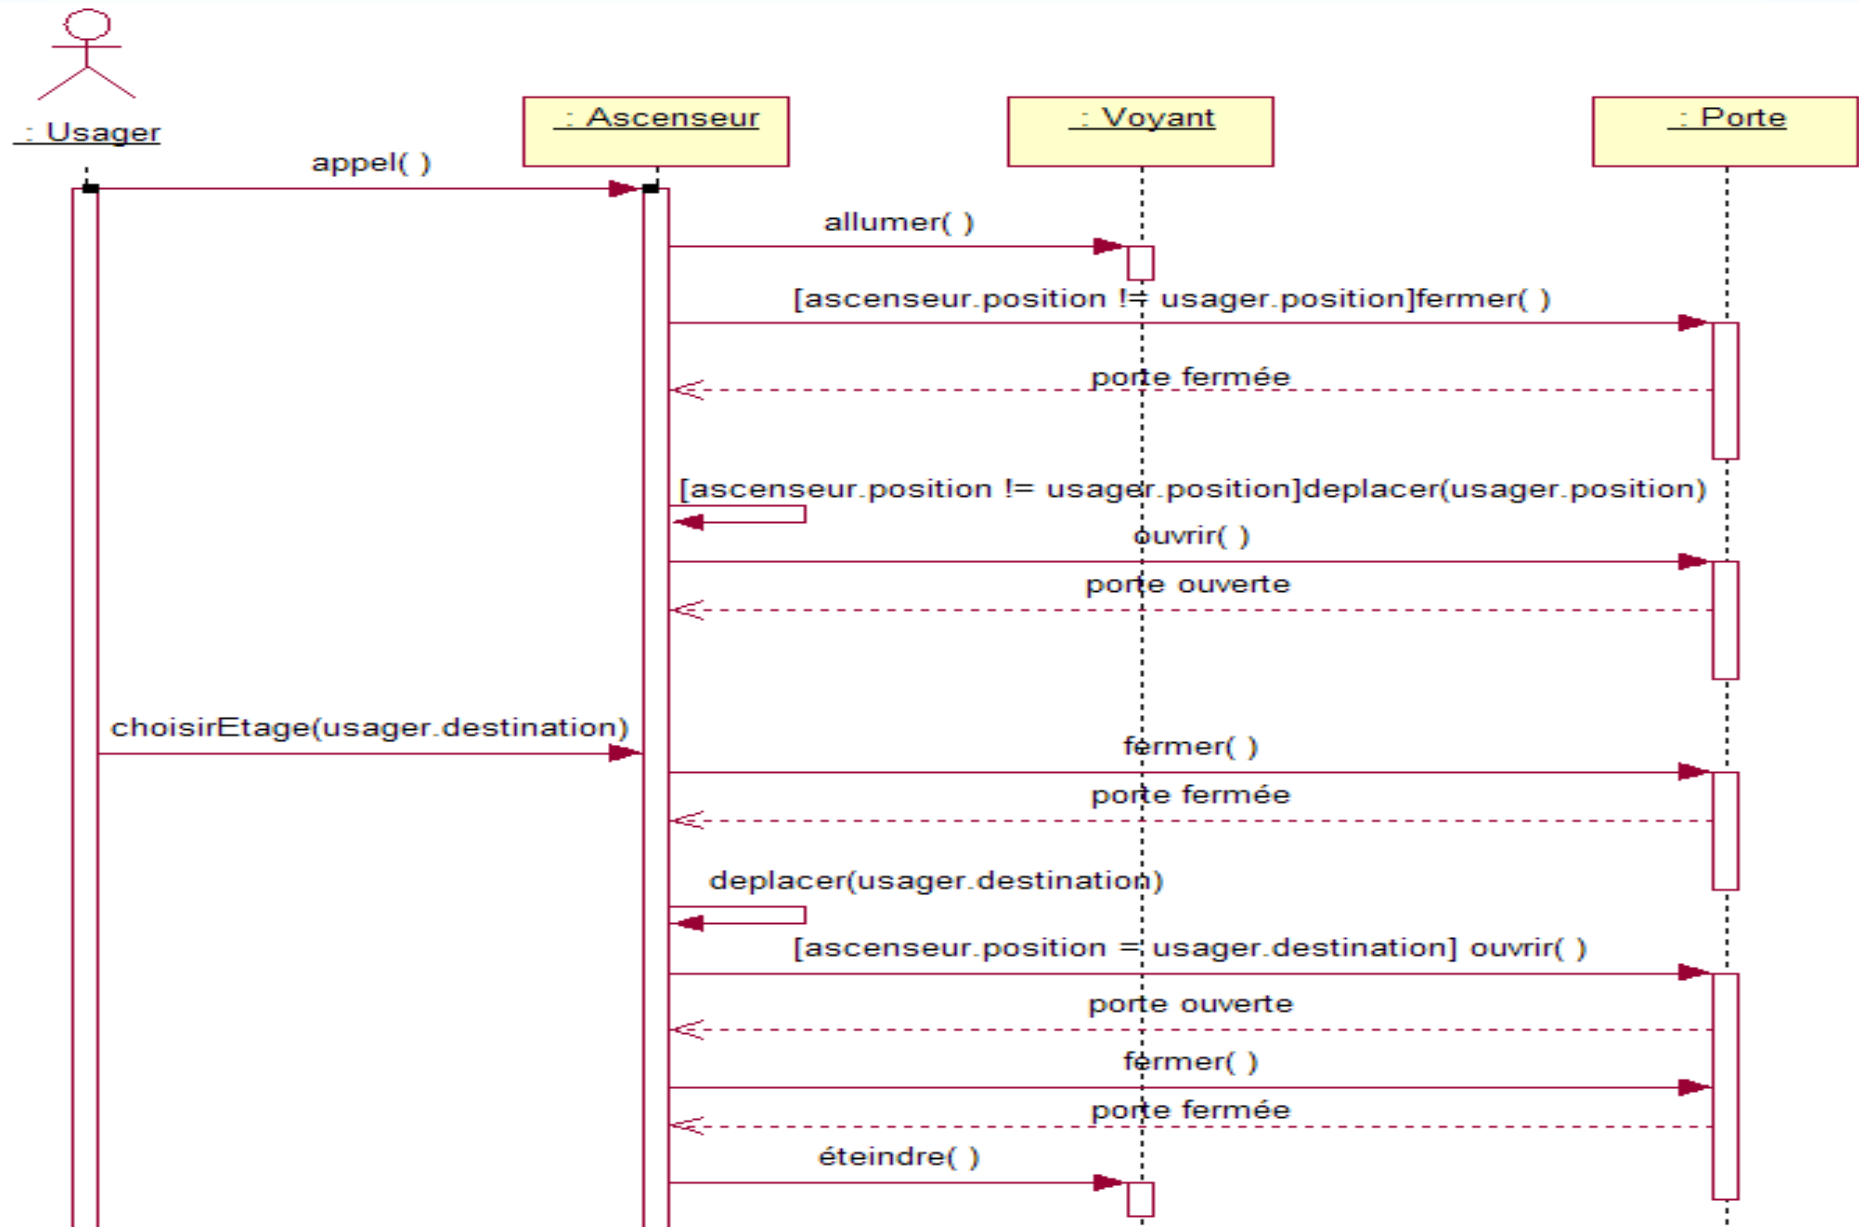 : Usager
: Ascenseur
: Voyant
: Porte
appel( )
allumer( )
[ascenseur.position != usager.position]fermer( )
porte fermée
[ascenseur.position != usager.position]deplacer(usager.position)
ouvrir( )
porte ouverte
choisirEtage(usager.destination)
fermer( )
porte fermée
deplacer(usager.destination)
[ascenseur.position = usager.destination] ouvrir( )
porte ouverte
fermer( )
porte fermée
éteindre( )